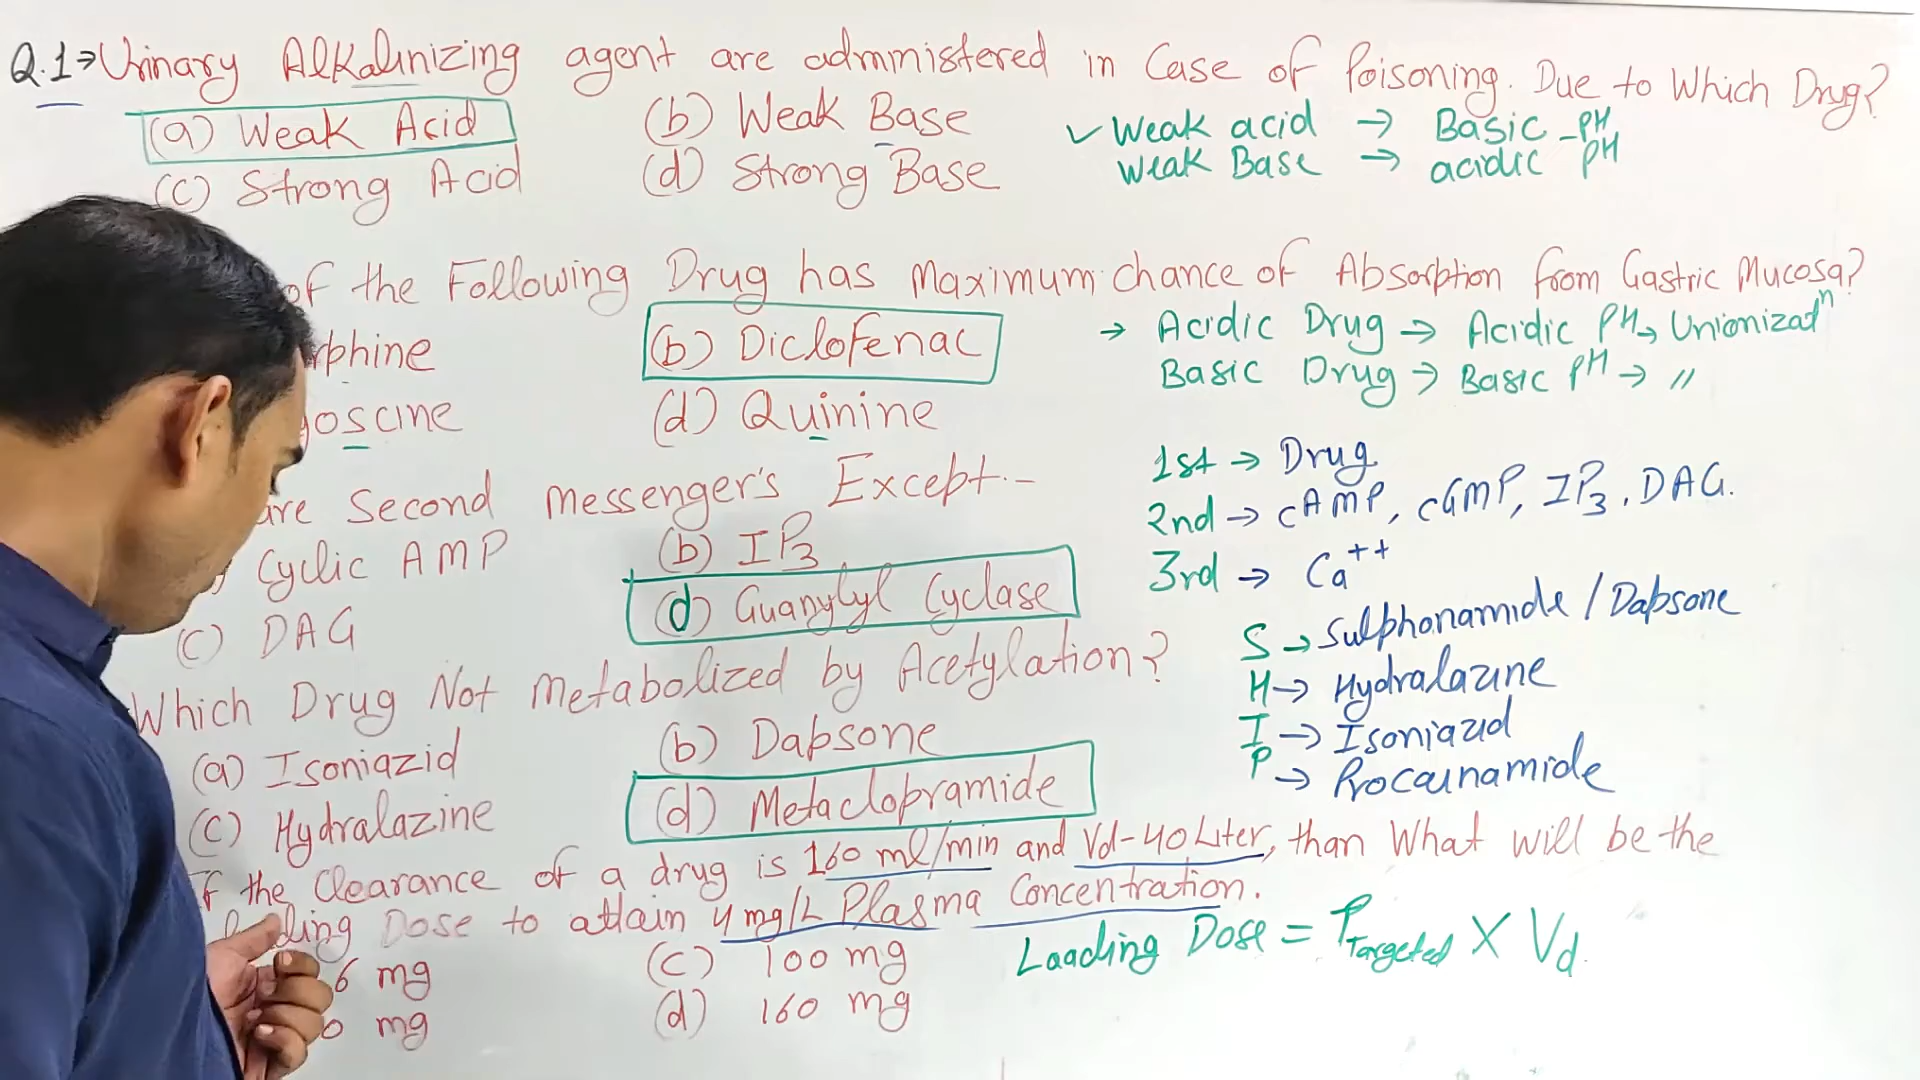 Q.1→ Urinary Alkalinizing agent are administered in Case of Poisoning. Due to Which Drug?
(a) Weak Acid (b) Weak Base
(c) Strong Acid (d) Strong Base
✓ Weak acid → Basic - PH
Weak Base → acidic PH
of the Following Drug has Maximum chance of Absorption from Gastric Mucosa?
rphine (b) Diclofenac
oscine (d) Quinine
→ Acidic Drug → Acidic PH → Unionizatⁿ
Basic Drug → Basic PH → //
are Second Messenger's Except.-
Cyclic AMP (b) IP3
(c) DAG (d) Guanylyl Cyclase
1st → Drug
2nd → cAMP, cGMP, IP3, DAG.
3rd → Ca++
Which Drug Not Metabolized by Acetylation?
(a) Isoniazid (b) Dapsone
(c) Hydralazine (d) Metaclopramide
S → Sulphonamide / Dapsone
H → Hydralazine
I → Isoniazid
P → Procainamide
If the Clearance of a drug is 160 ml/min and Vd-40 Liter, than What will be the
Loading Dose to attain 4 mg/L Plasma Concentration.
6 mg (c) 100 mg
0 mg (d) 160 mg
Loading Dose = PTargeted X Vd.